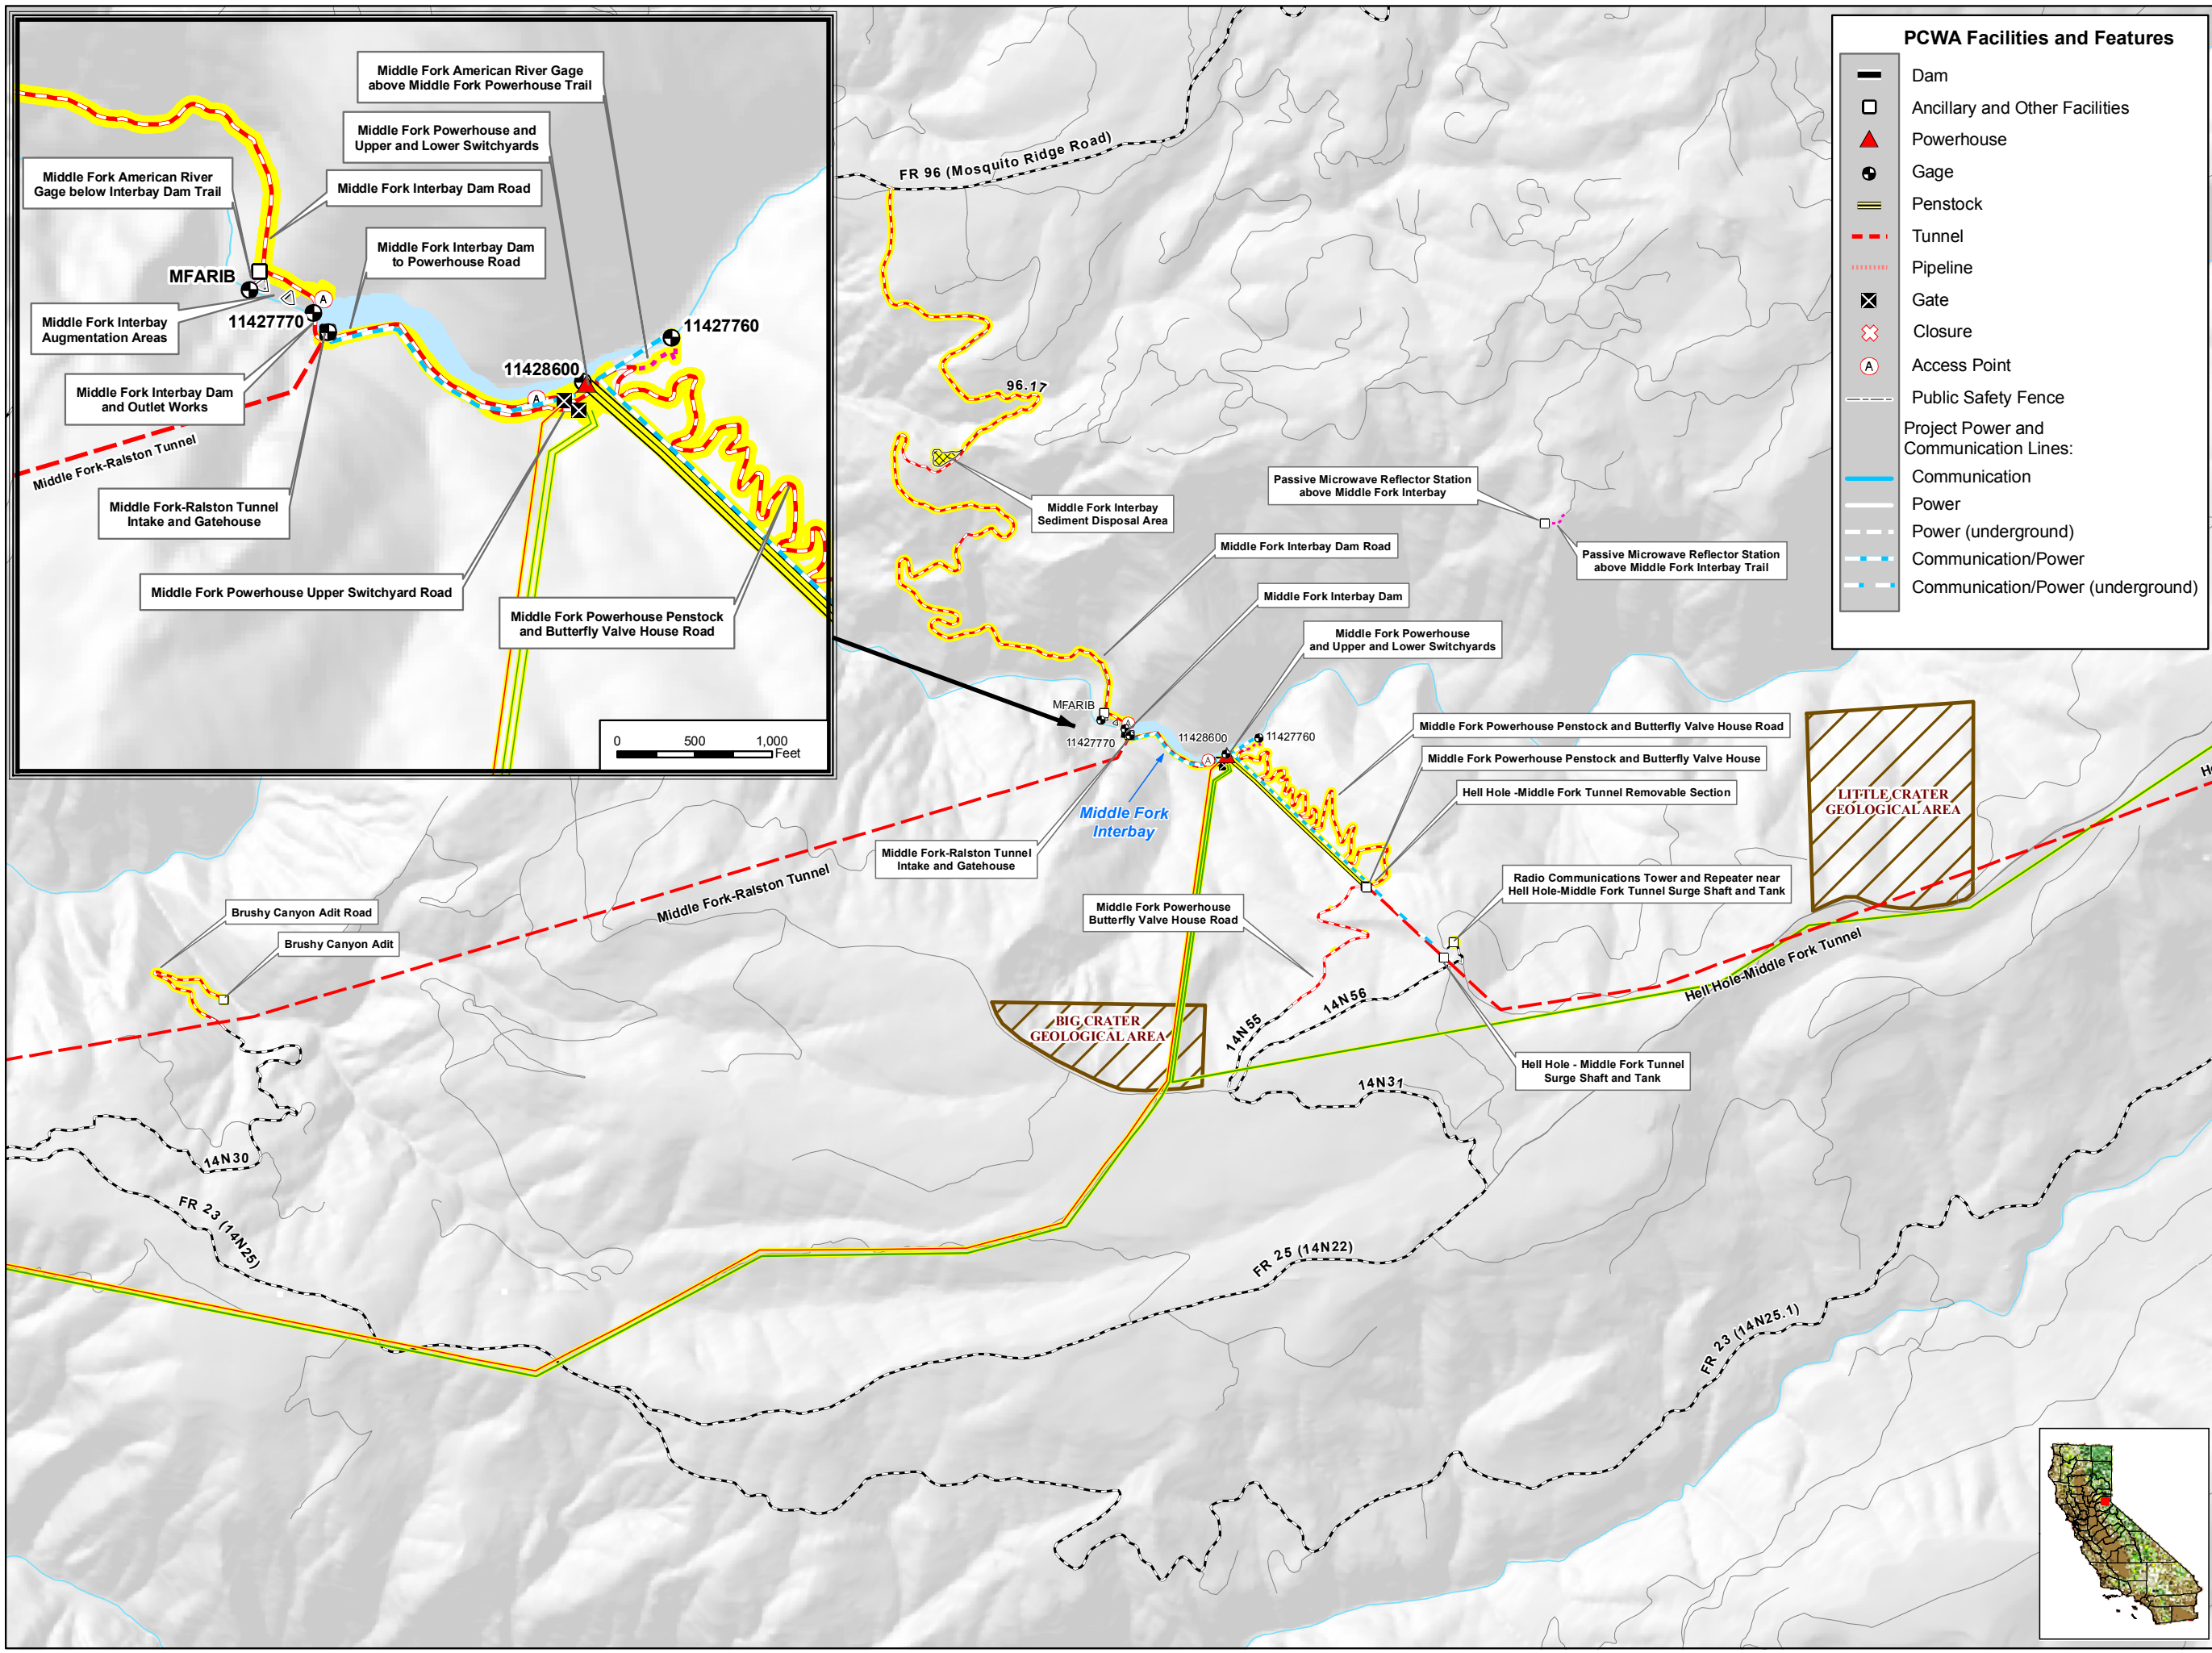 Middle Fork American River Gage
above Middle Fork Powerhouse Trail
Middle Fork Powerhouse and
Upper and Lower Switchyards
Middle Fork American River
Gage below Interbay Dam Trail
Middle Fork Interbay Dam Road
Middle Fork Interbay Dam
to Powerhouse Road
MFARIB
A
Middle Fork Interbay
Augmentation Areas
11427770
11427760
11428600
A
Middle Fork Interbay Dam
and Outlet Works
Middle Fork-Ralston Tunnel
Middle Fork-Ralston Tunnel
Intake and Gatehouse
Middle Fork Powerhouse Upper Switchyard Road
Middle Fork Powerhouse Penstock
and Butterfly Valve House Road
0 500 1,000
Feet
PCWA Facilities and Features
Dam
Ancillary and Other Facilities
Powerhouse
Gage
Penstock
Tunnel
Pipeline
Gate
Closure
A Access Point
Public Safety Fence
Project Power and
Communication Lines:
Communication
Power
Power (underground)
Communication/Power
Communication/Power (underground)
FR 96 (Mosquito Ridge Road)
96.17
Middle Fork Interbay
Sediment Disposal Area
Passive Microwave Reflector Station
above Middle Fork Interbay
Passive Microwave Reflector Station
above Middle Fork Interbay Trail
Middle Fork Interbay Dam Road
Middle Fork Interbay Dam
Middle Fork Powerhouse
and Upper and Lower Switchyards
MFARIB
A
11427770
11428600
11427760
A
Middle Fork
Interbay
Middle Fork Powerhouse Penstock and Butterfly Valve House Road
Middle Fork Powerhouse Penstock and Butterfly Valve House
Hell Hole -Middle Fork Tunnel Removable Section
LITTLE CRATER
GEOLOGICAL AREA
Middle Fork-Ralston Tunnel
Intake and Gatehouse
Middle Fork-Ralston Tunnel
Radio Communications Tower and Repeater near
Hell Hole-Middle Fork Tunnel Surge Shaft and Tank
Middle Fork Powerhouse
Butterfly Valve House Road
Brushy Canyon Adit Road
Brushy Canyon Adit
Hell Hole-Middle Fork Tunnel
BIG CRATER
GEOLOGICAL AREA
14N55
14N56
Hell Hole - Middle Fork Tunnel
Surge Shaft and Tank
14N31
14N30
FR 23 (14N25)
FR 25 (14N22)
FR 23 (14N25.1)